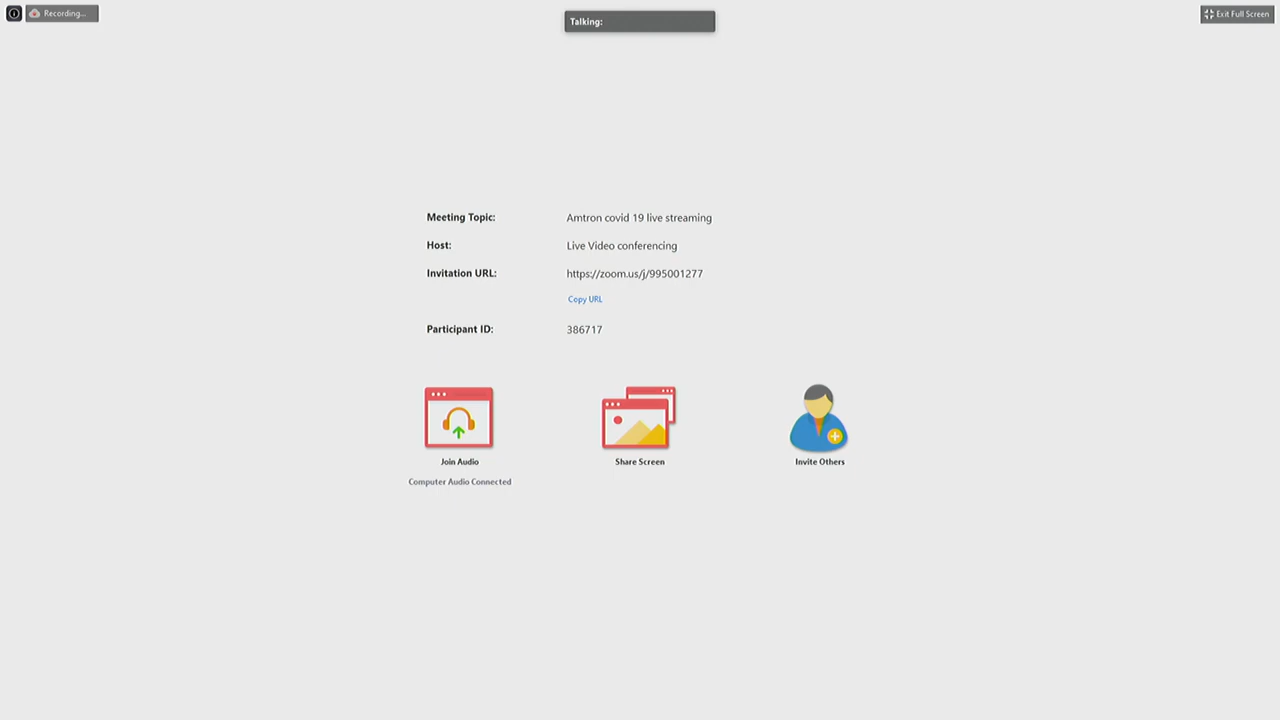 Recording...
Talking:
Exit Full Screen
Meeting Topic: Amtron covid 19 live streaming
Host: Live Video conferencing
Invitation URL: https://zoom.us/j/995001277
Copy URL
Participant ID: 386717
Join Audio Share Screen Invite Others
Computer Audio Connected